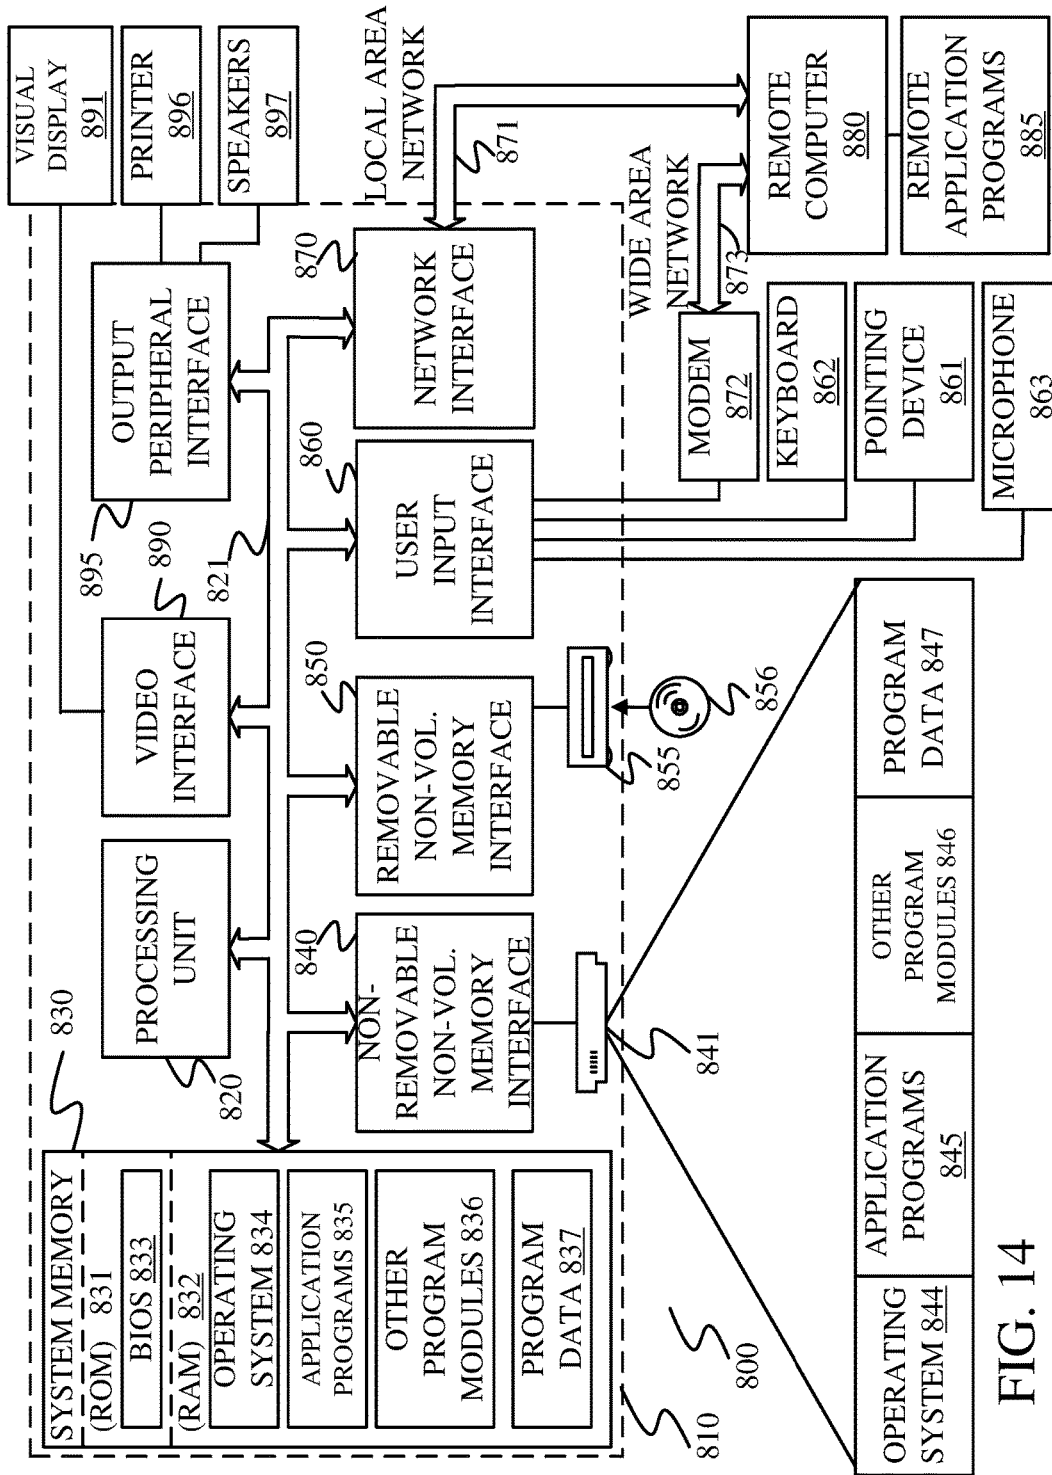 SYSTEM MEMORY
(ROM) 831
BIOS 833
(RAM) 832
OPERATING
SYSTEM 834
APPLICATION
PROGRAMS 835
OTHER
PROGRAM
MODULES 836
PROGRAM
DATA 837
830
810
800
PROCESSING
UNIT
820
VIDEO
INTERFACE
890
821
OUTPUT
PERIPHERAL
INTERFACE
895
VISUAL
DISPLAY
891
PRINTER
896
SPEAKERS
897
NON-
REMOVABLE
NON-VOL.
MEMORY
INTERFACE
840
REMOVABLE
NON-VOL.
MEMORY
INTERFACE
850
USER
INPUT
INTERFACE
860
NETWORK
INTERFACE
870
LOCAL AREA
NETWORK
871
841
855
856
WIDE AREA
NETWORK
873
MODEM
872
KEYBOARD
862
POINTING
DEVICE
861
MICROPHONE
863
REMOTE
COMPUTER
880
REMOTE
APPLICATION
PROGRAMS
885
OPERATING
SYSTEM 844
APPLICATION
PROGRAMS
845
OTHER
PROGRAM
MODULES 846
PROGRAM
DATA 847
FIG. 14